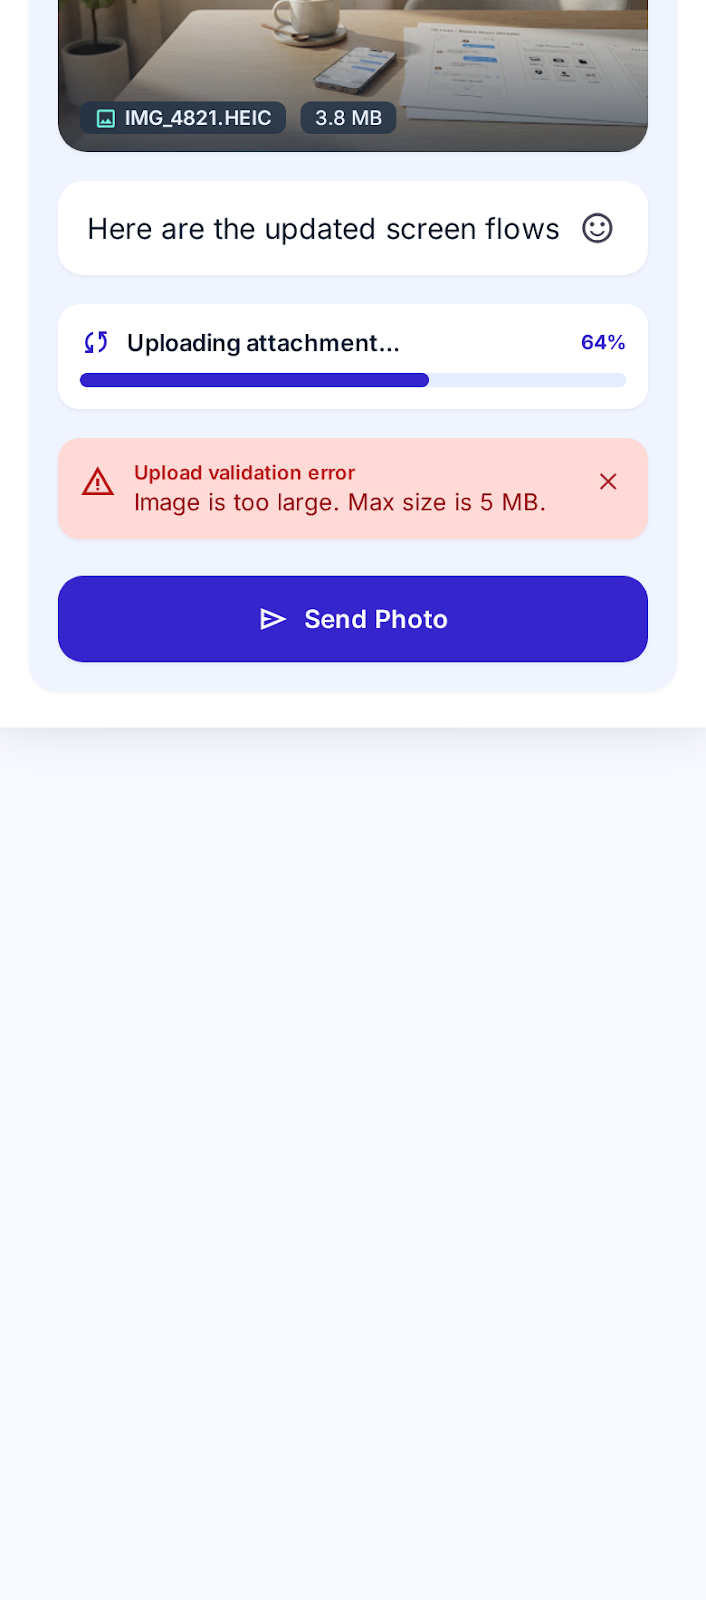 IMG_4821.HEIC 3.8 MB
Here are the updated screen flows
Uploading attachment... 64%
Upload validation error
Image is too large. Max size is 5 MB.
Send Photo